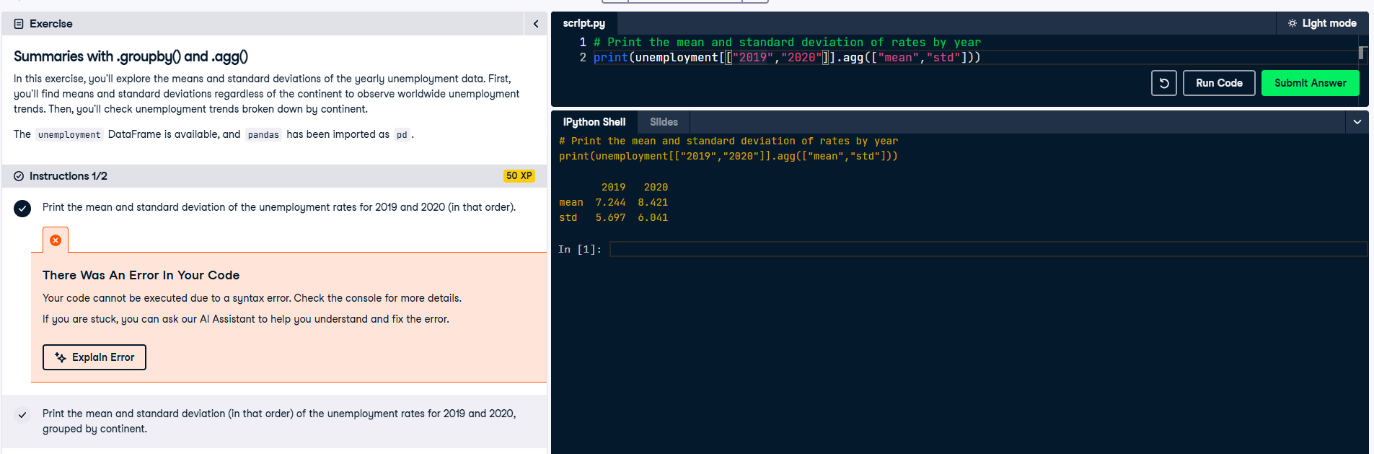 Exercise
Summaries with .groupby() and .agg()
In this exercise, you'll explore the means and standard deviations of the yearly unemployment data. First,
you'll find means and standard deviations regardless of the continent to observe worldwide unemployment
trends. Then, you'll check unemployment trends broken down by continent.
The unemployment DataFrame is available, and pandas has been imported as pd .
Instructions 1/2
50 XP
Print the mean and standard deviation of the unemployment rates for 2019 and 2020 (in that order).
There Was An Error In Your Code
Your code cannot be executed due to a syntax error. Check the console for more details.
If you are stuck, you can ask our AI Assistant to help you understand and fix the error.
Explain Error
Print the mean and standard deviation (in that order) of the unemployment rates for 2019 and 2020,
grouped by continent.
script.py
Light mode
1 # Print the mean and standard deviation of rates by year
2 print(unemployment[["2019","2020"]].agg(["mean","std"]))
Run Code
Submit Answer
IPython Shell
Slides
# Print the mean and standard deviation of rates by year
print(unemployment[["2019","2020"]].agg(["mean","std"]))
2019 2020
mean 7.244 8.421
std 5.697 6.041
In [1]: